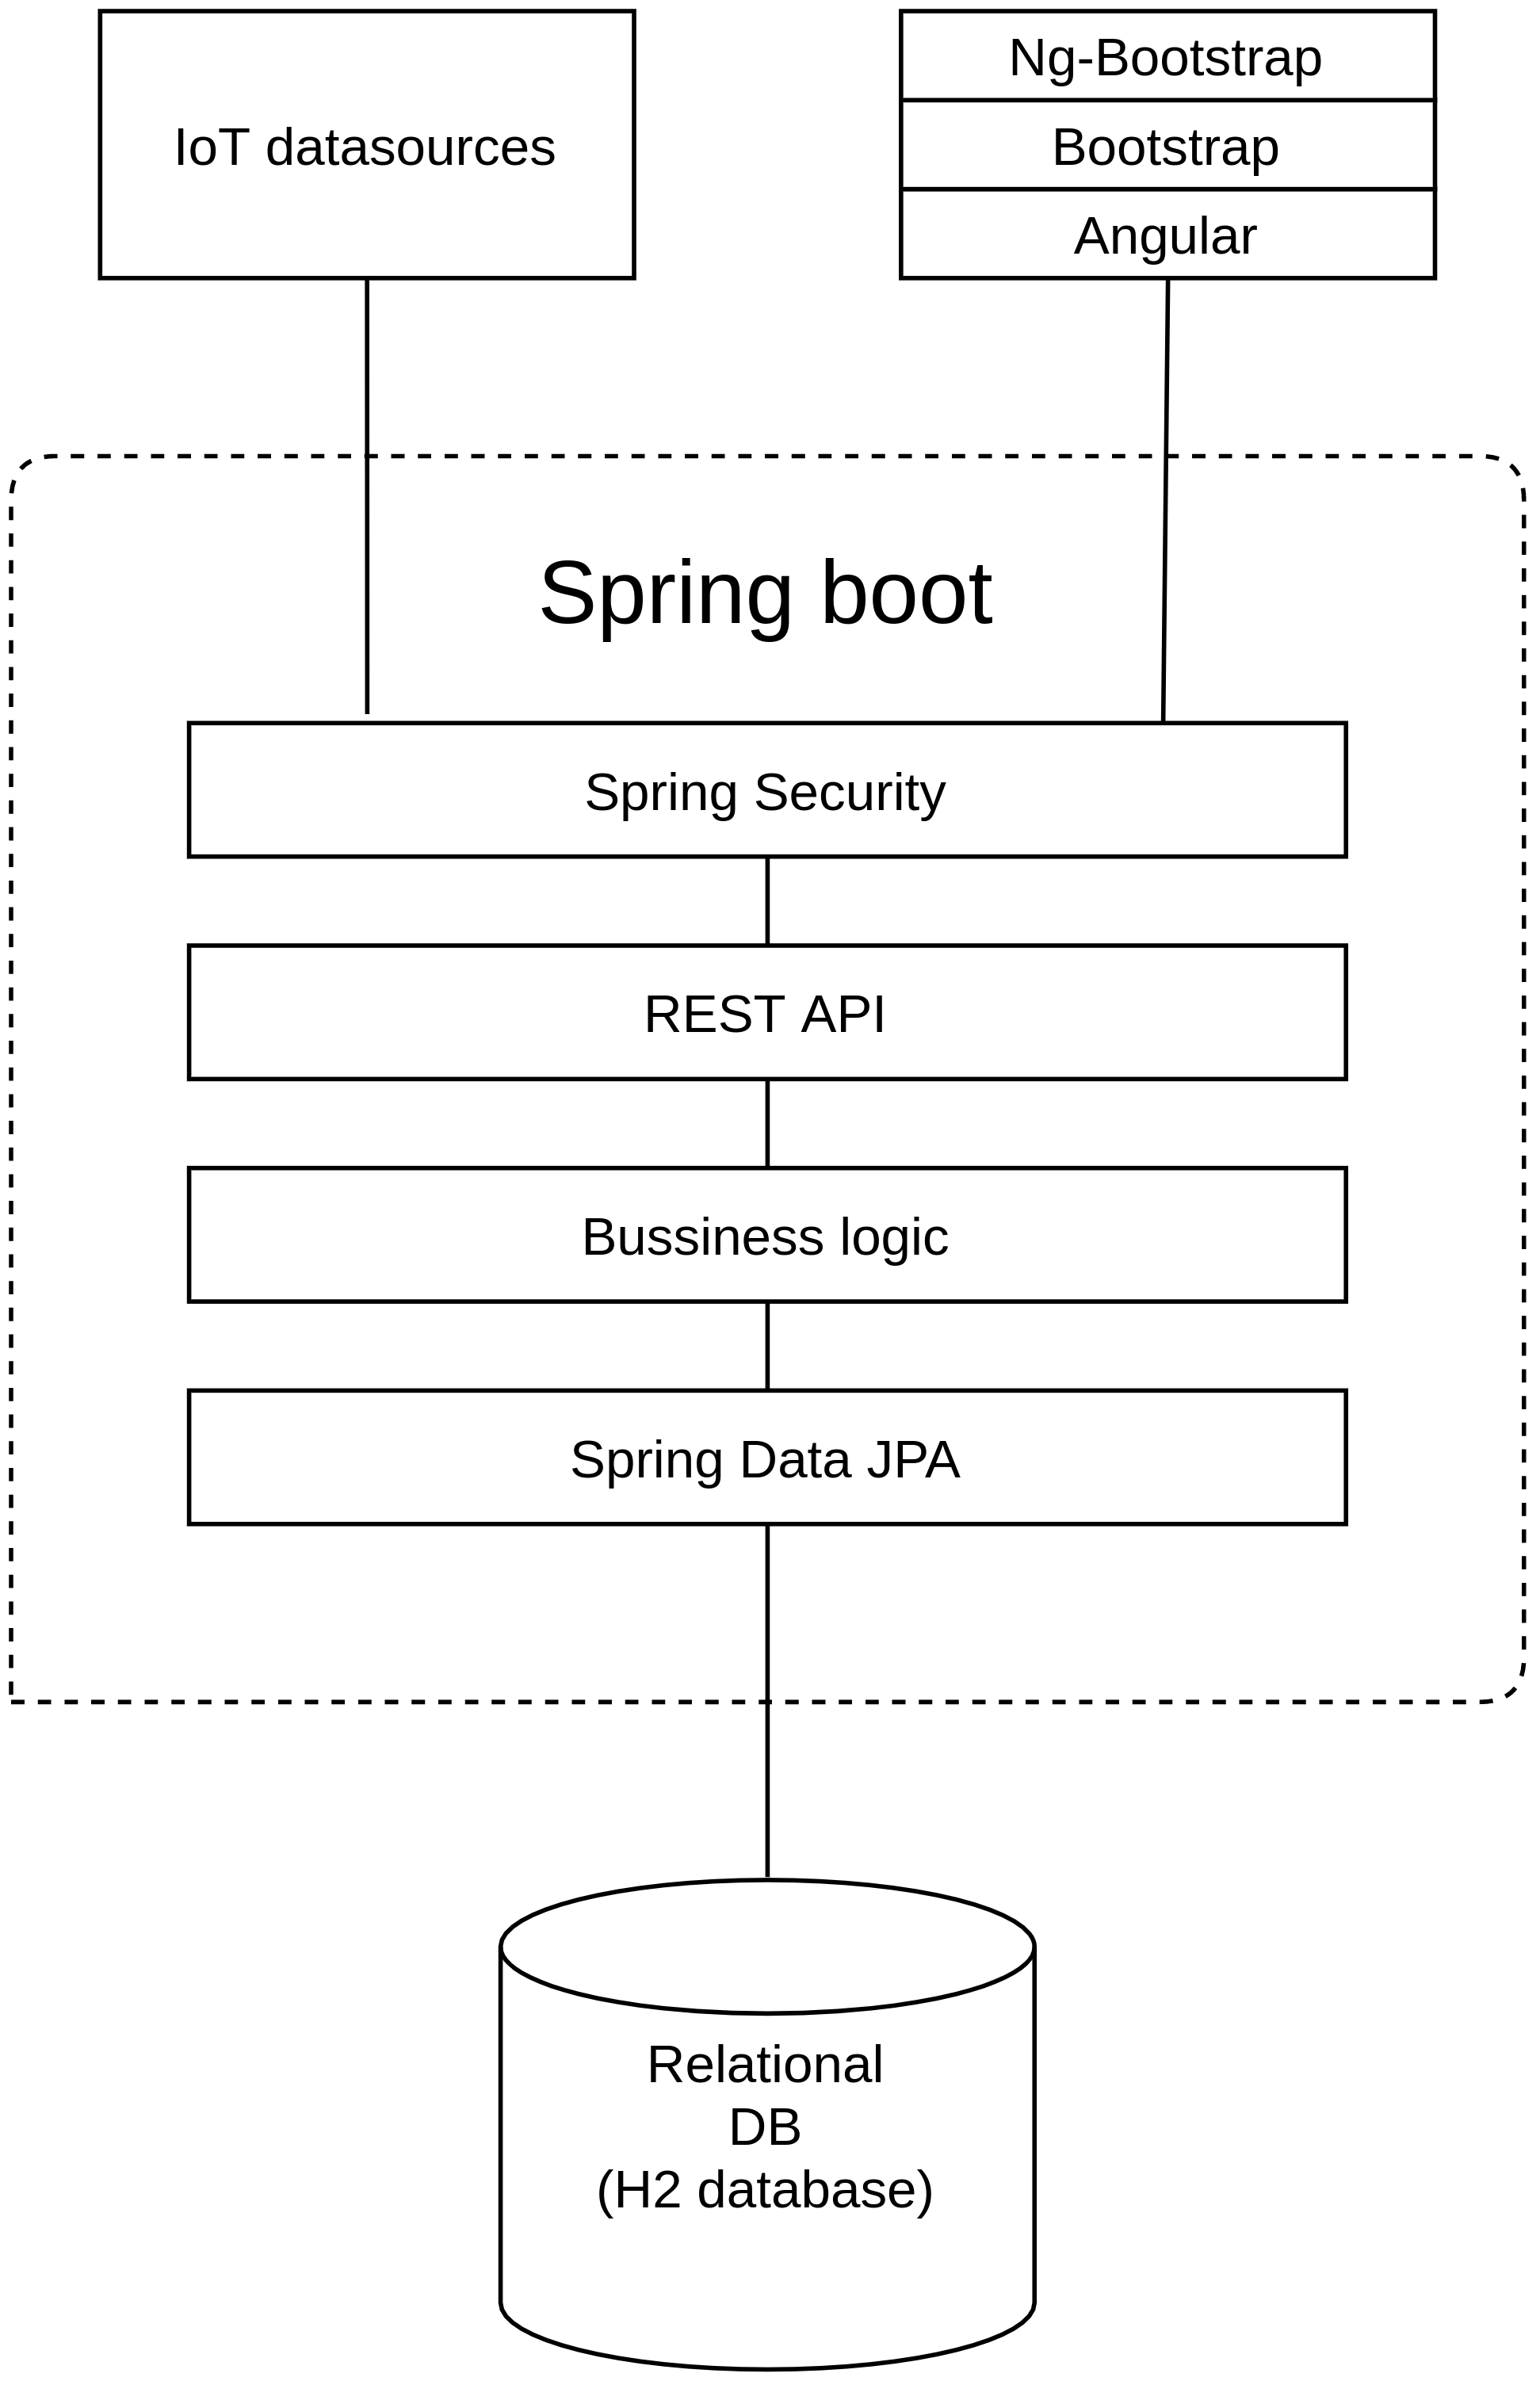 IoT datasources
Ng-Bootstrap
Bootstrap
Angular
Spring boot
Spring Security
REST API
Bussiness logic
Spring Data JPA
Relational
DB
(H2 database)